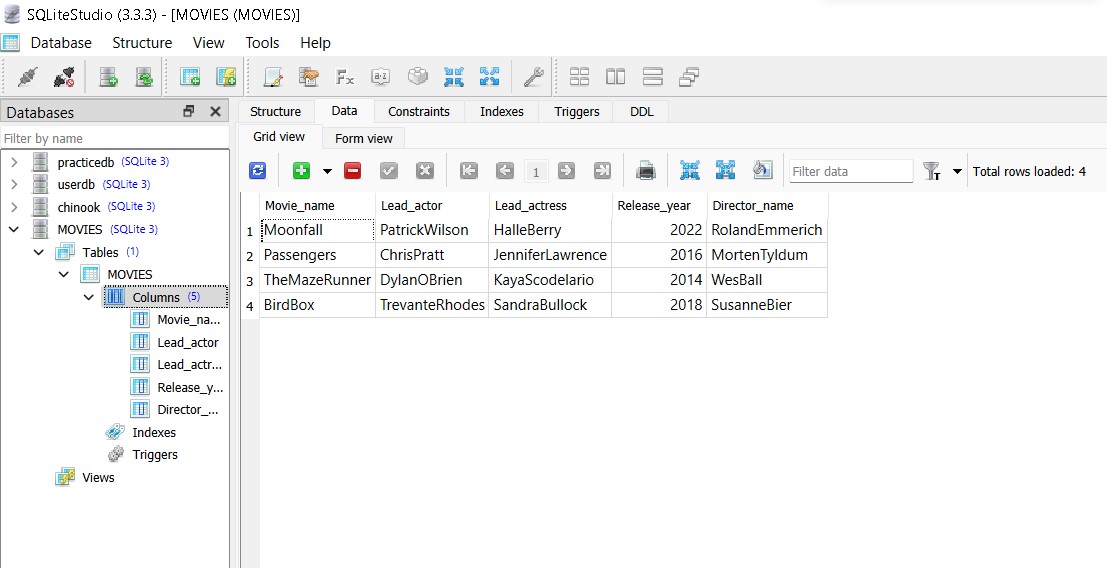 SQLiteStudio (3.3.3) - [MOVIES (MOVIES)]
Database Structure View Tools Help
Databases
Filter by name
practicedb (SQLite 3)
userdb (SQLite 3)
chinook (SQLite 3)
MOVIES (SQLite 3)
Tables (1)
MOVIES
Columns (5)
Movie_na...
Lead_actor
Lead_actr...
Release_y...
Director_...
Indexes
Triggers
Views
Structure Data Constraints Indexes Triggers DDL
Grid view Form view
1 Filter data T Total rows loaded: 4
Movie_name Lead_actor Lead_actress Release_year Director_name
1 Moonfall PatrickWilson HalleBerry 2022 RolandEmmerich
2 Passengers ChrisPratt JenniferLawrence 2016 MortenTyldum
3 TheMazeRunner DylanOBrien KayaScodelario 2014 WesBall
4 BirdBox TrevanteRhodes SandraBullock 2018 SusanneBier